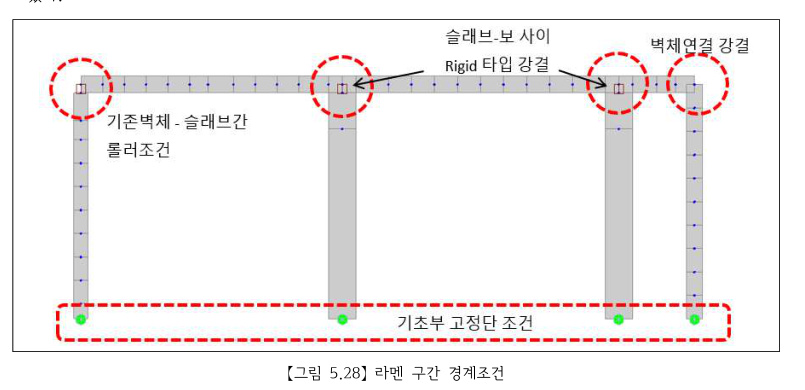 슬래브-보 사이
Rigid 타입 강결
벽체연결 강결
기존벽체 - 슬래브간
롤러조건
기초부 고정단 조건
【그림 5.28】 라멘 구간 경계조건